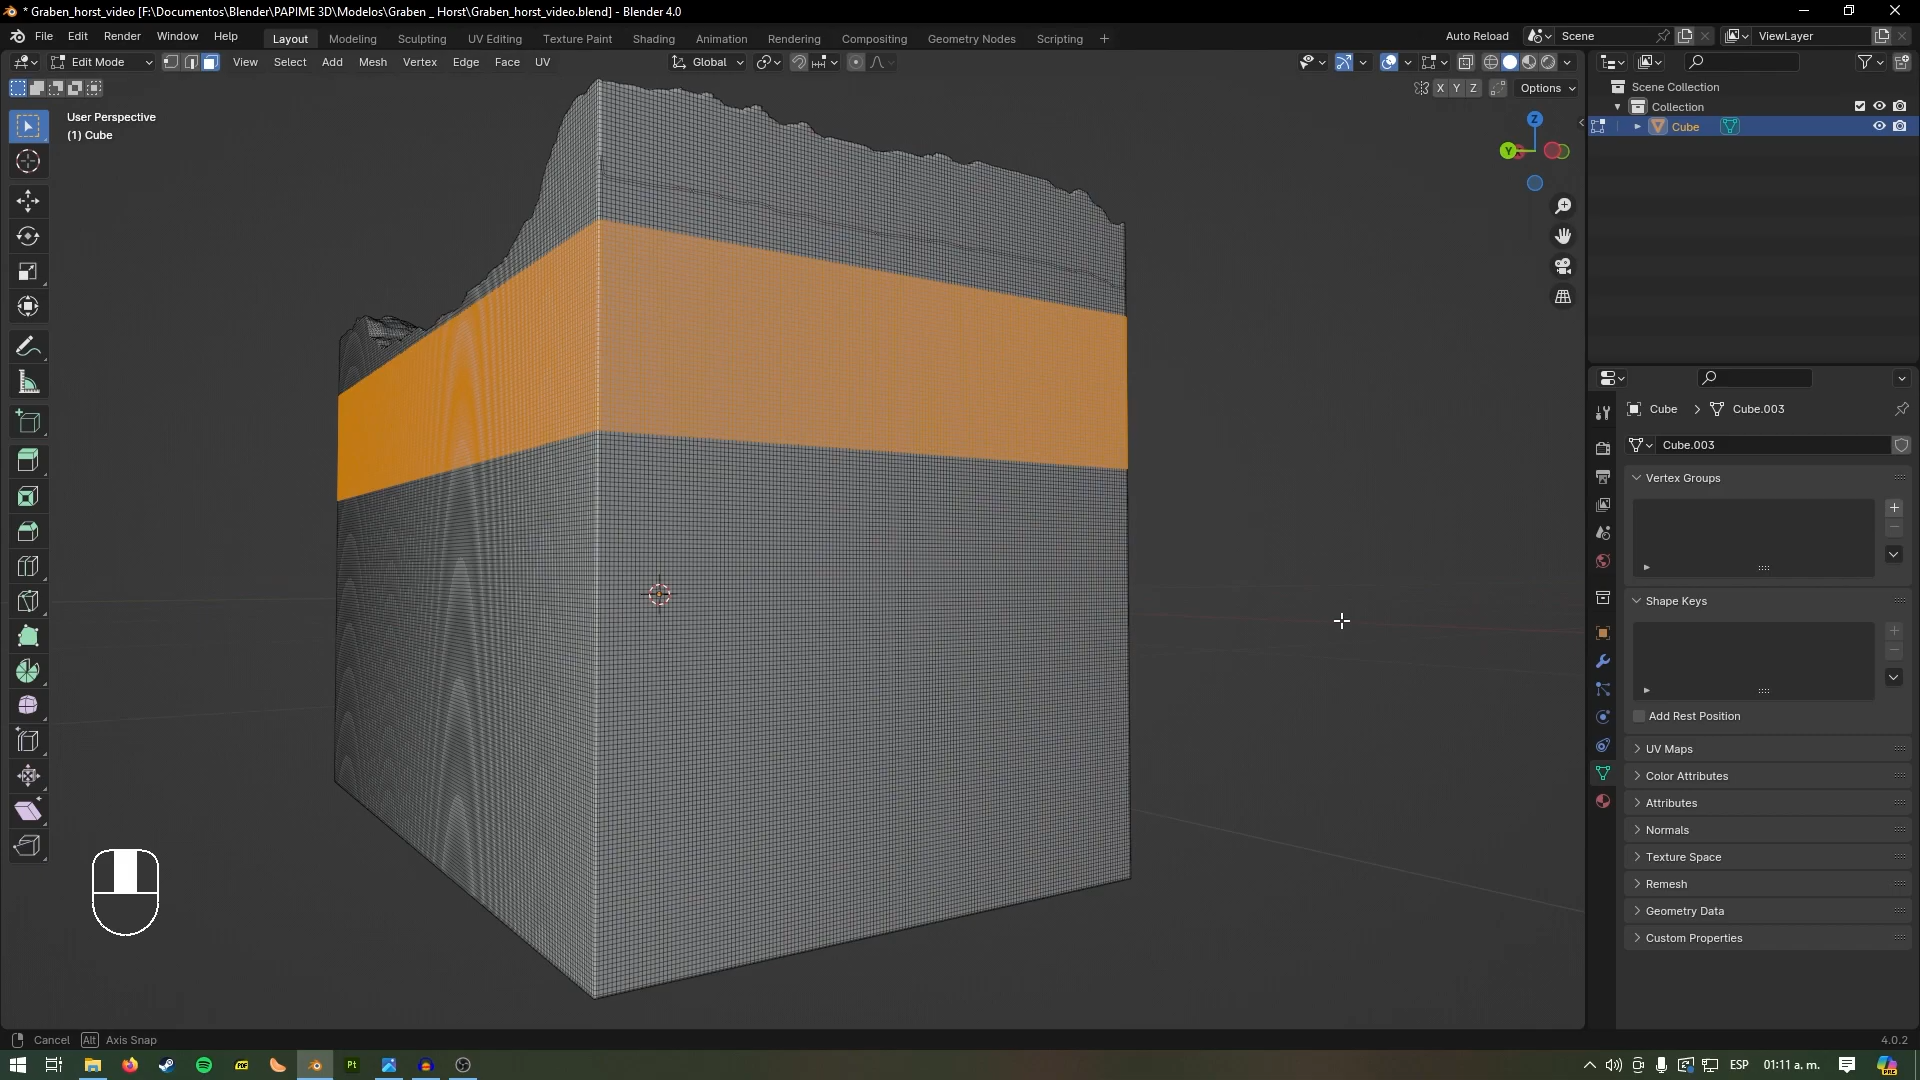 * Graben_horst_video [F:\Documentos\Blender\PAPIME 3D\Modelos\Graben _ Horst\Graben_horst_video.blend] - Blender 4.0
File Edit Render Window Help Layout Modeling Sculpting UV Editing Texture Paint Shading Animation Rendering Compositing Geometry Nodes Scripting + Auto Reload Scene ViewLayer
Edit Mode View Select Add Mesh Vertex Edge Face UV Global
X Y Z Options
User Perspective
(1) Cube
Z
Y
Scene Collection
Collection
Cube
Cube > Cube.003
Cube.003
Vertex Groups
Shape Keys
Add Rest Position
UV Maps
Color Attributes
Attributes
Normals
Texture Space
Remesh
Geometry Data
Custom Properties
Cancel Alt Axis Snap 4.0.2
Pt ESP 01:11 a. m.